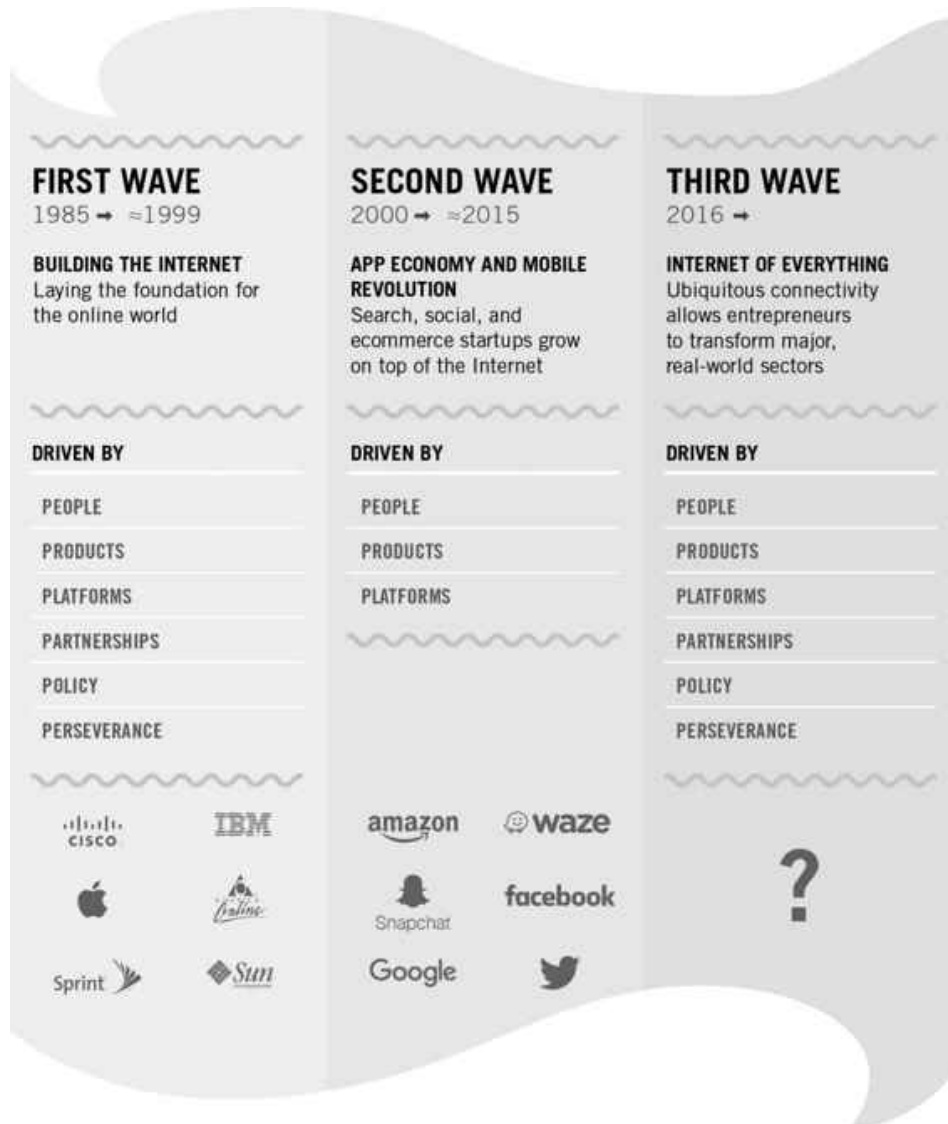 FIRST WAVE
1985 → ≈1999
BUILDING THE INTERNET
Laying the foundation for
the online world
DRIVEN BY
PEOPLE
PRODUCTS
PLATFORMS
PARTNERSHIPS
POLICY
PERSEVERANCE
CISCO
IBM
Online
Sprint
Sun
SECOND WAVE
2000 → ≈2015
APP ECONOMY AND MOBILE
REVOLUTION
Search, social, and
ecommerce startups grow
on top of the Internet
DRIVEN BY
PEOPLE
PRODUCTS
PLATFORMS
amazon
waze
Snapchat
facebook
Google
THIRD WAVE
2016 →
INTERNET OF EVERYTHING
Ubiquitous connectivity
allows entrepreneurs
to transform major,
real-world sectors
DRIVEN BY
PEOPLE
PRODUCTS
PLATFORMS
PARTNERSHIPS
POLICY
PERSEVERANCE
?